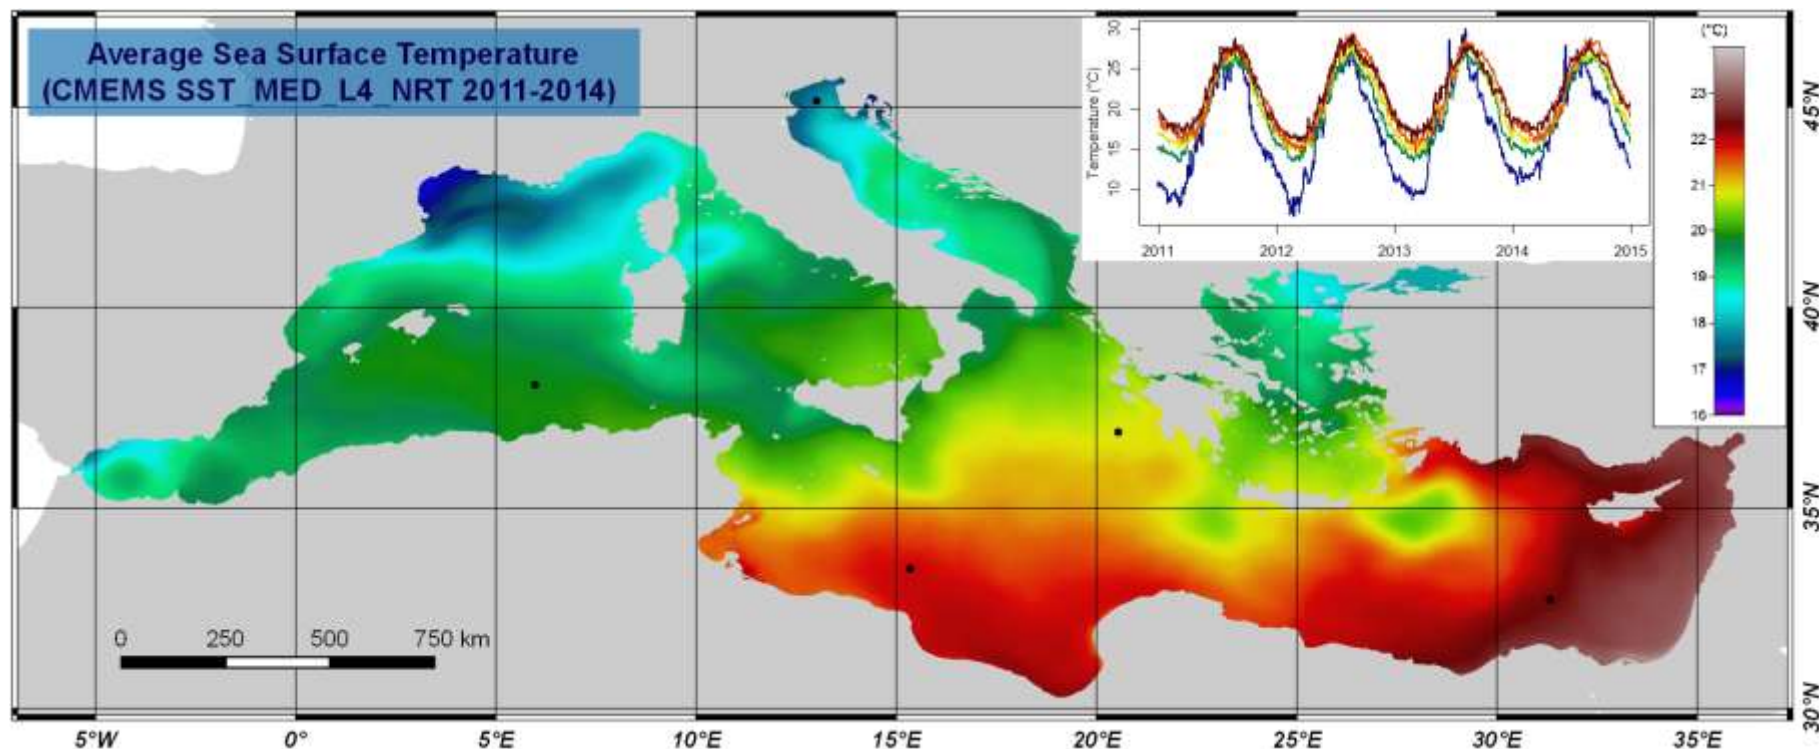 Average Sea Surface Temperature
(CMEMS SST_MED_L4_NRT 2011-2014)
Temperature (°C)
30
25
20
15
10
2011 2012 2013 2014 2015
(°C)
23
22
21
20
19
18
17
16
45°N
40°N
35°N
30°N
0 250 500 750 km
5°W 0° 5°E 10°E 15°E 20°E 25°E 30°E 35°E